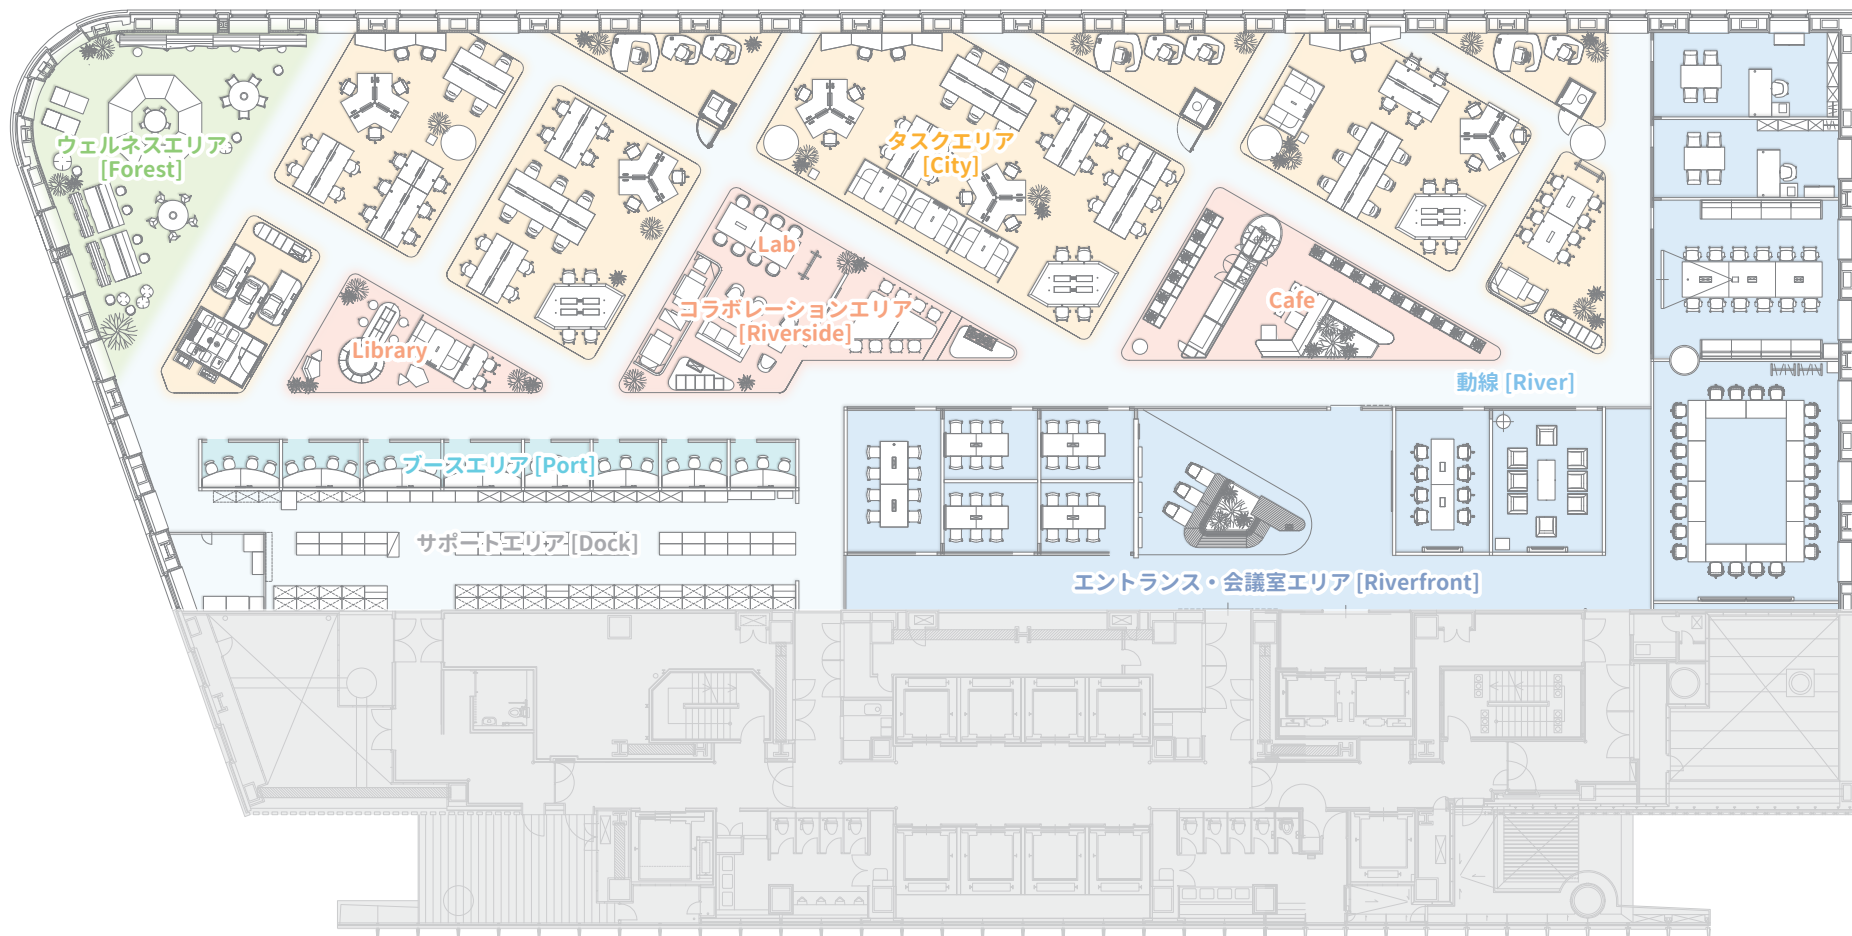 ウェルネスエリア
[Forest]
タスクエリア
[City]
Lab
コラボレーションエリア
[Riverside]
Library
Cafe
動線 [River]
ブースエリア [Port]
サポートエリア [Dock]
エントランス・会議室エリア [Riverfront]